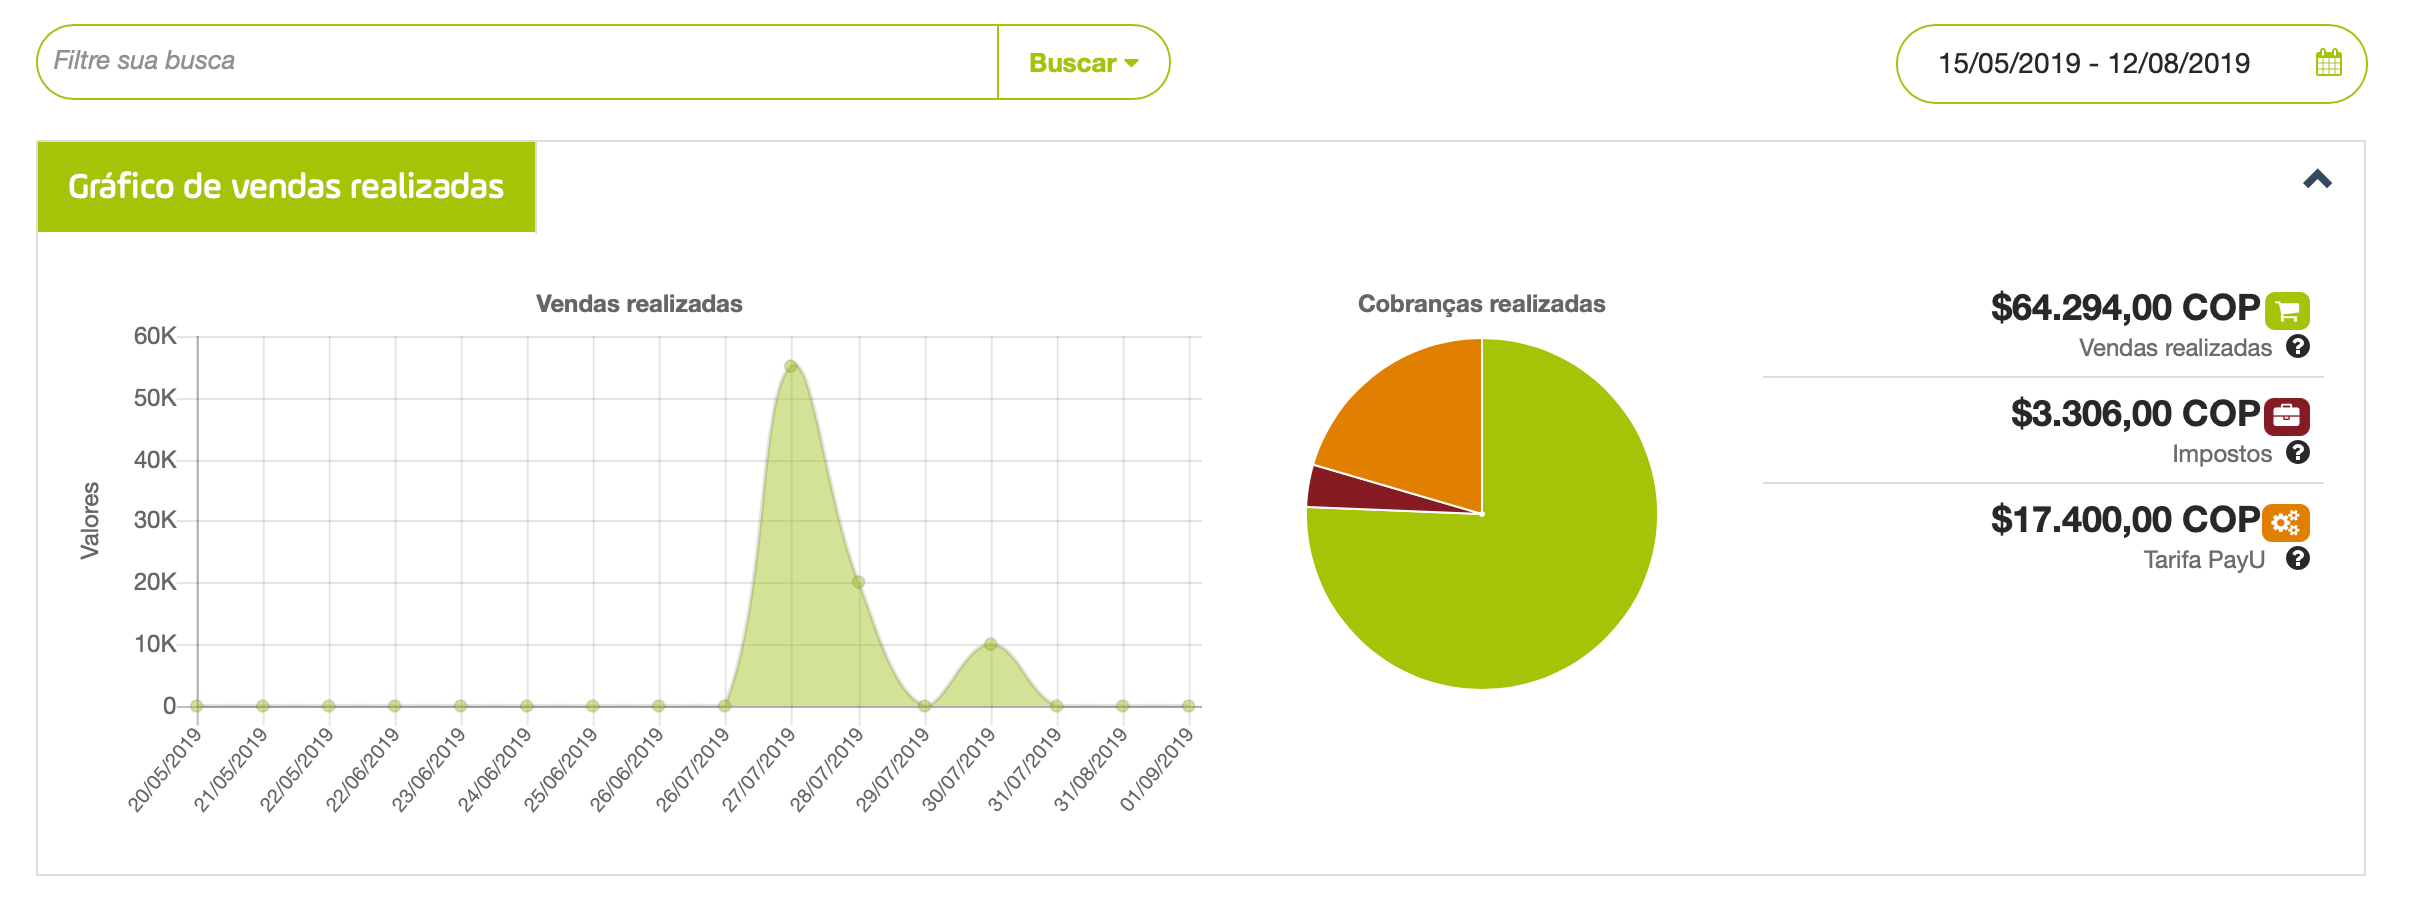 Filtre sua busca
Buscar
15/05/2019 - 12/08/2019
Gráfico de vendas realizadas
Vendas realizadas
Valores
60K
50K
40K
30K
20K
10K
0
20/05/2019
21/05/2019
22/05/2019
22/06/2019
23/06/2019
24/06/2019
25/06/2019
26/06/2019
26/07/2019
27/07/2019
28/07/2019
29/07/2019
30/07/2019
31/07/2019
31/08/2019
01/09/2019
Cobranças realizadas
$64.294,00 COP
Vendas realizadas ?
$3.306,00 COP
Impostos ?
$17.400,00 COP
Tarifa PayU ?